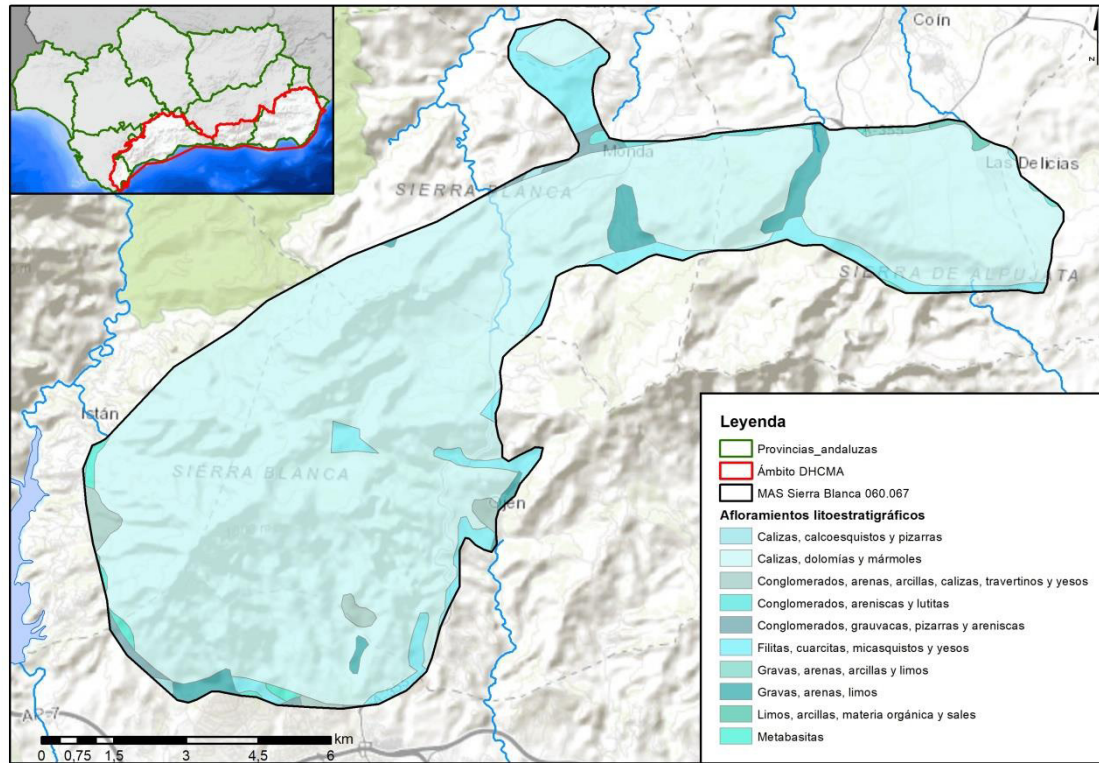 Coín
N
A-355
Monda
Las Delicias
SIERRA BLANCA
SIERRA DE ALPUJATA
Istán
SIERRA BLANCA
Ojén
AP-7
km
0 0,75 1,5 3 4,5 6
Leyenda
Provincias_andaluzas
Ámbito DHCMA
MAS Sierra Blanca 060.067
Afloramientos litoestratigráficos
Calizas, calcoesquistos y pizarras
Calizas, dolomías y mármoles
Conglomerados, arenas, arcillas, calizas, travertinos y yesos
Conglomerados, areniscas y lutitas
Conglomerados, grauvacas, pizarras y areniscas
Filitas, cuarcitas, micasquistos y yesos
Gravas, arenas, arcillas y limos
Gravas, arenas, limos
Limos, arcillas, materia orgánica y sales
Metabasitas